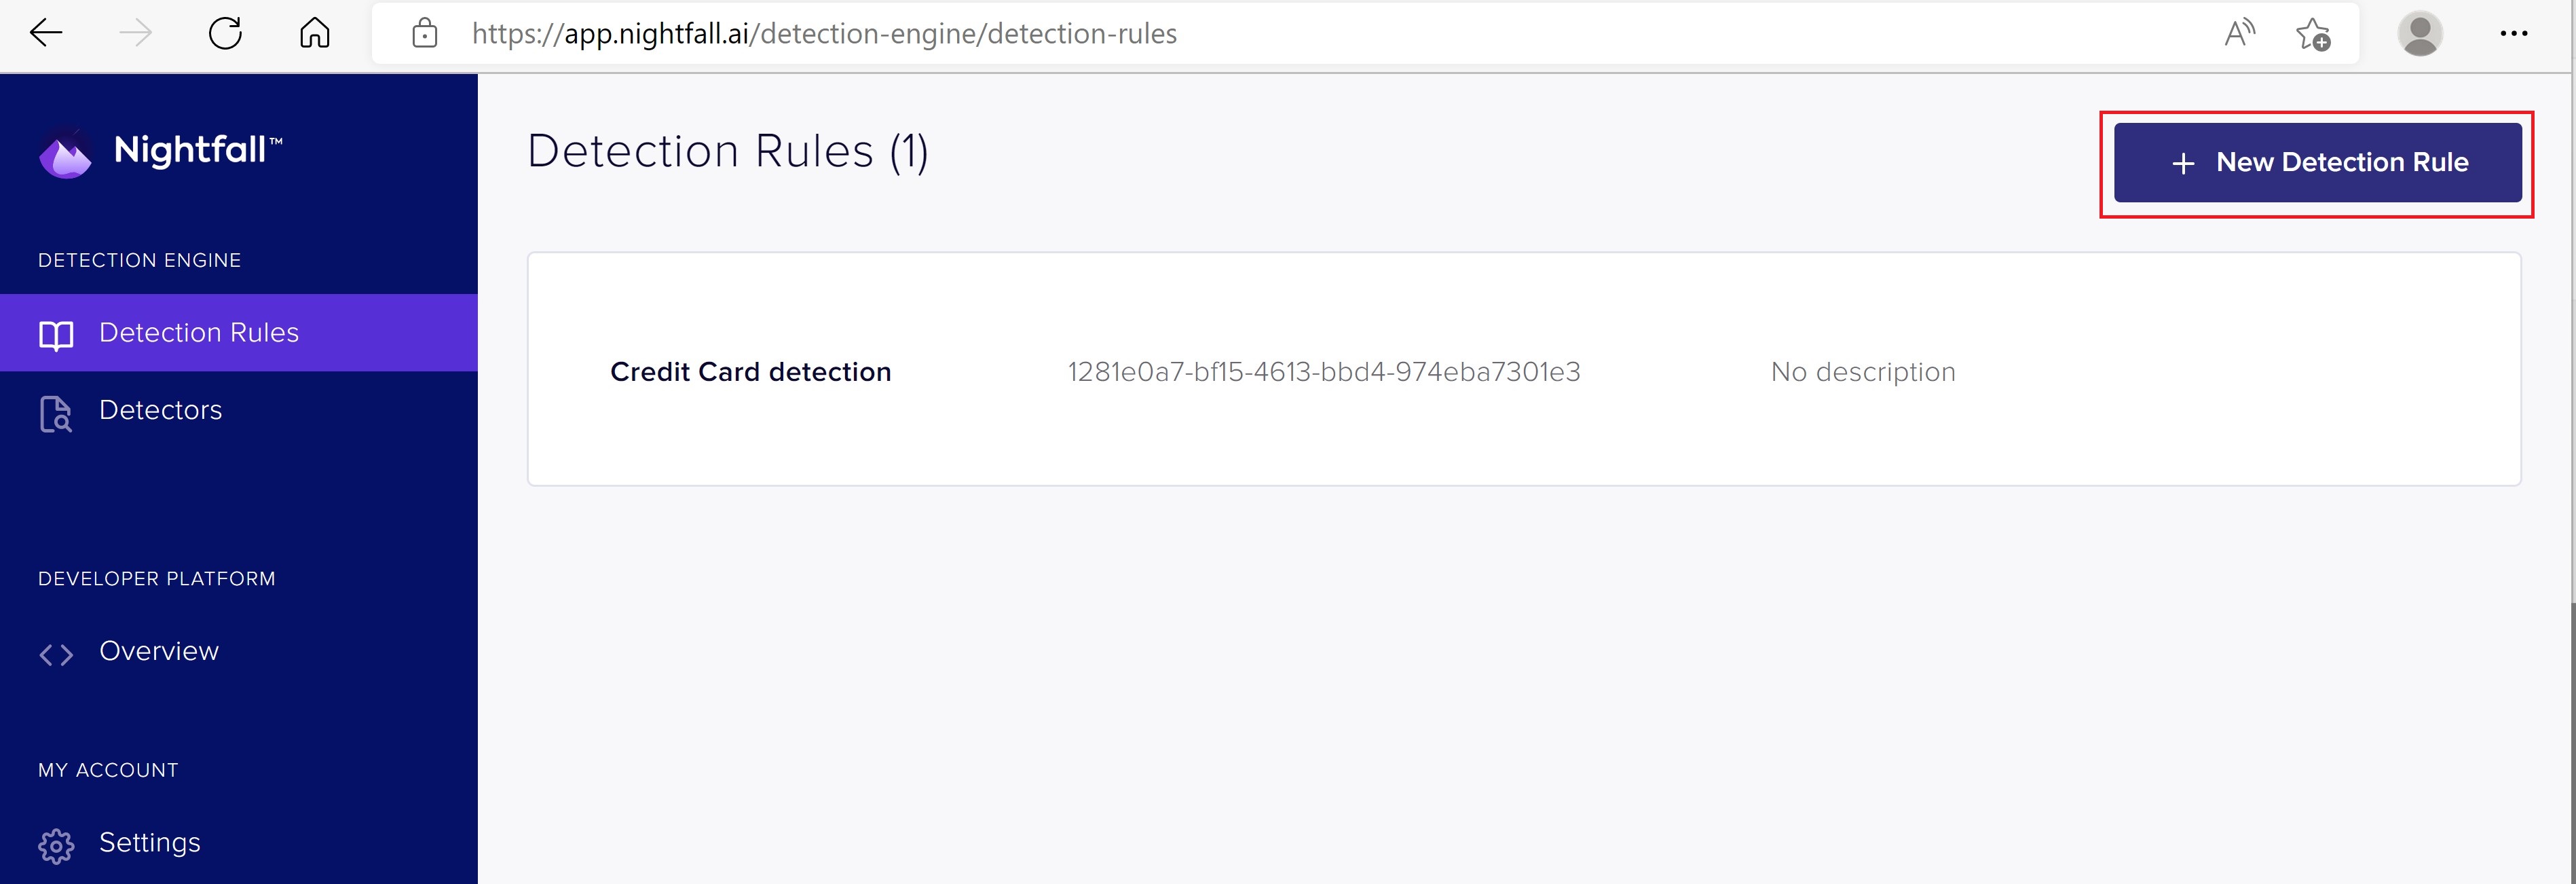 https://app.nightfall.ai/detection-engine/detection-rules
Nightfall™
DETECTION ENGINE
Detection Rules
Detectors
DEVELOPER PLATFORM
Overview
MY ACCOUNT
Settings
Detection Rules (1)
+ New Detection Rule
Credit Card detection 1281e0a7-bf15-4613-bbd4-974eba7301e3 No description